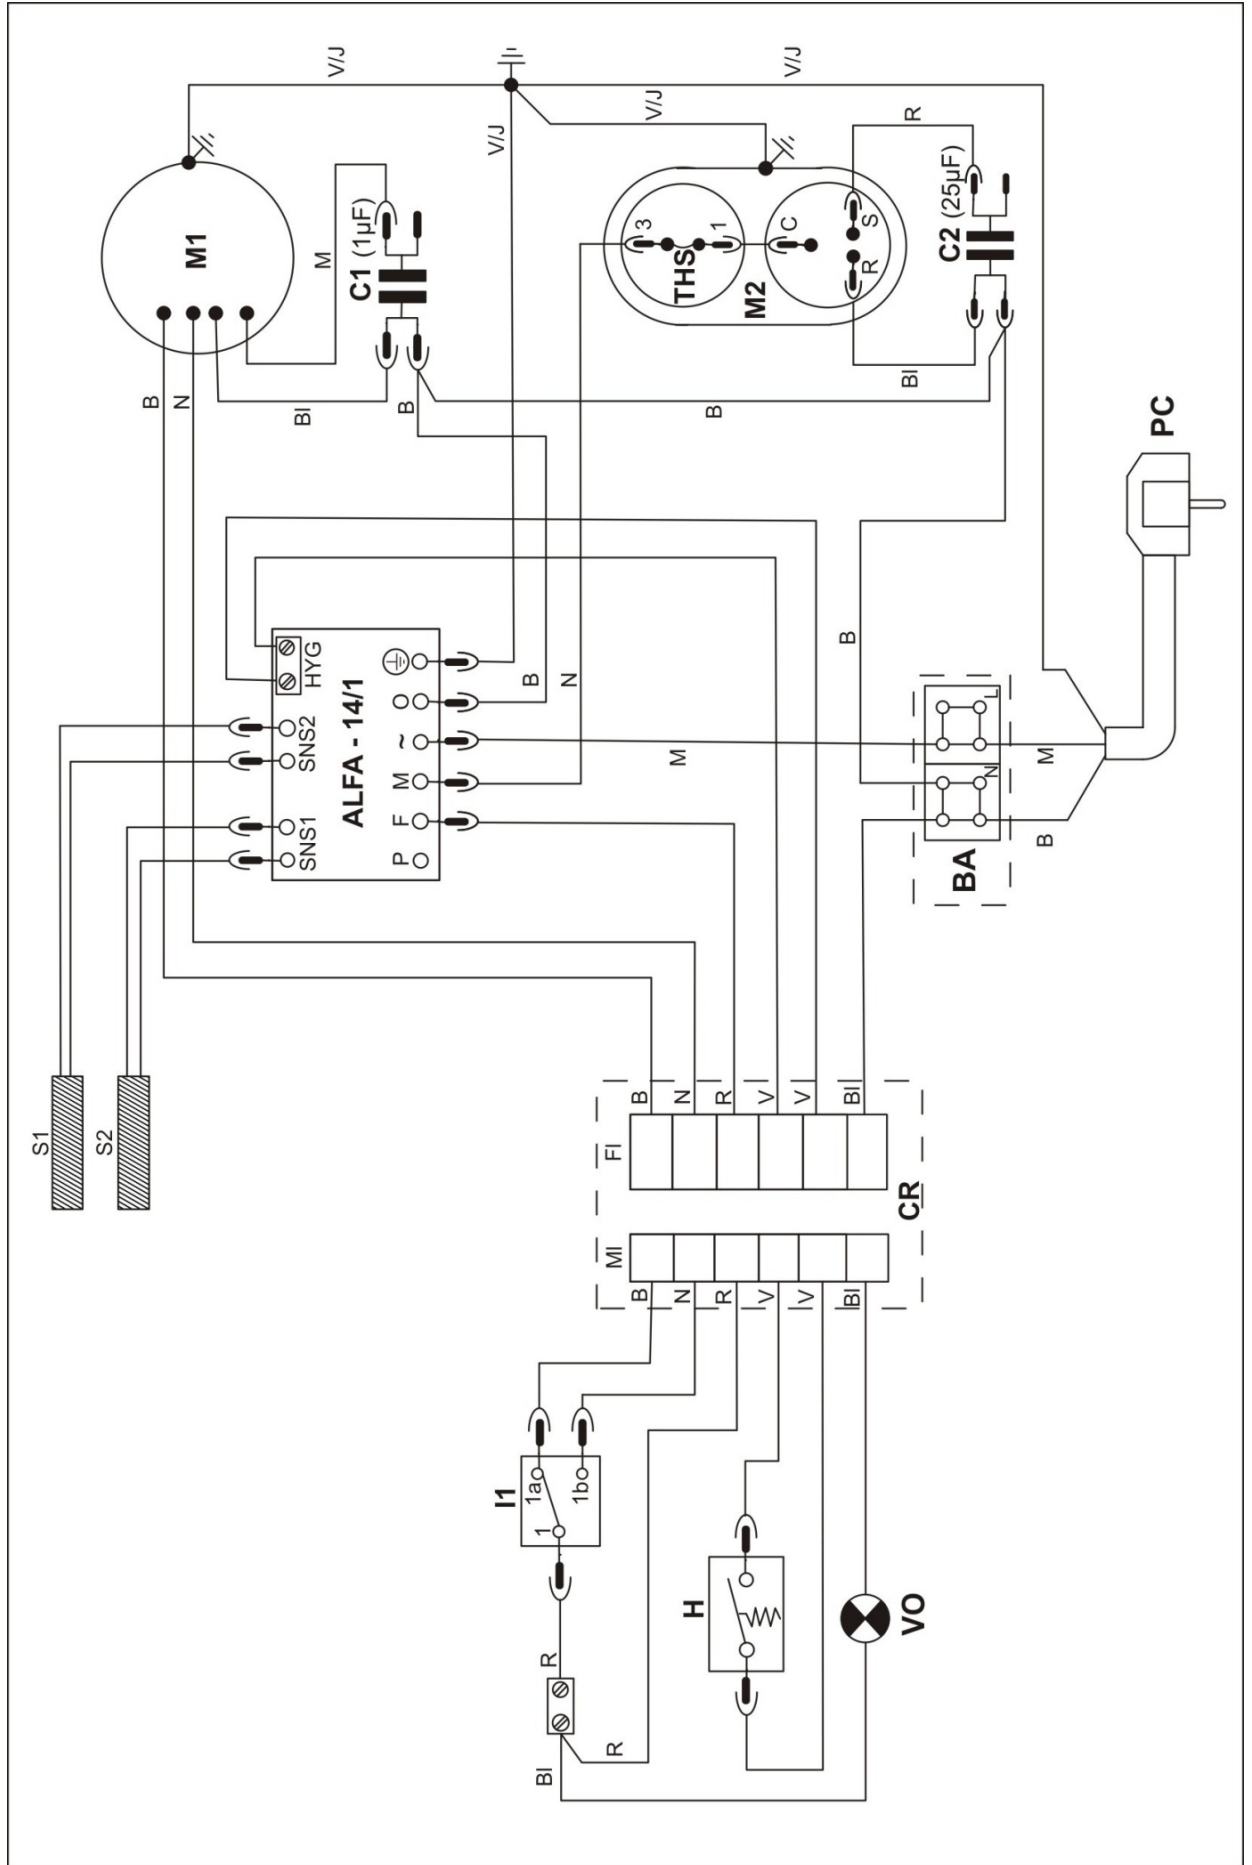 S1
S2
B
N
M1
BI
SNS1 SNS2 HYG
M
V/J
ALFA - 14/1
C1 (1µF)
P F M ~ O
B
V/J
I1
B
1a
BI
R
1
N
1b
R
MI
FI
B
B
3
V/J
M
N
N
THS
H
B
1
R
R
M2
V
V
C
V/J
V
V
B
BI
BI
R
S
CR
VO
BI
R
C2 (25µF)
BA
N
L
B
M
PC